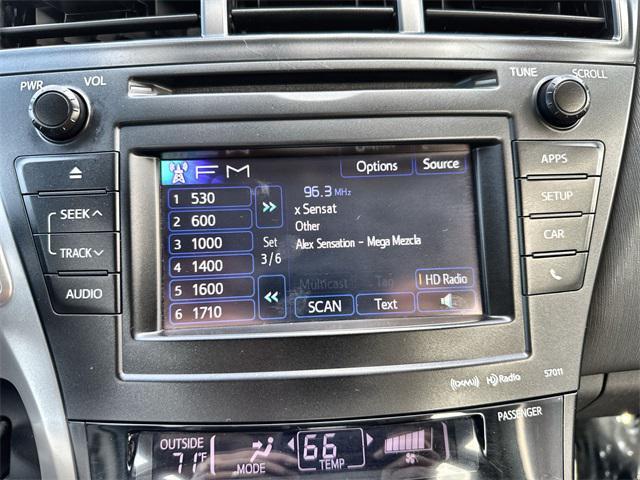 PWR VOL
TUNE SCROLL
FM
Options Source
1 530
2 600
3 1000
4 1400
5 1600
6 1710
Set
3/6
96.3 MHz
x Sensat
Other
Alex Sensation - Mega Mezcla
Multicast Tag
HD Radio
SCAN Text
SEEK
TRACK
AUDIO
APPS
SETUP
CAR
((SXM)) HD Radio 57011
PASSENGER
OUTSIDE
71°F
MODE
66
TEMP